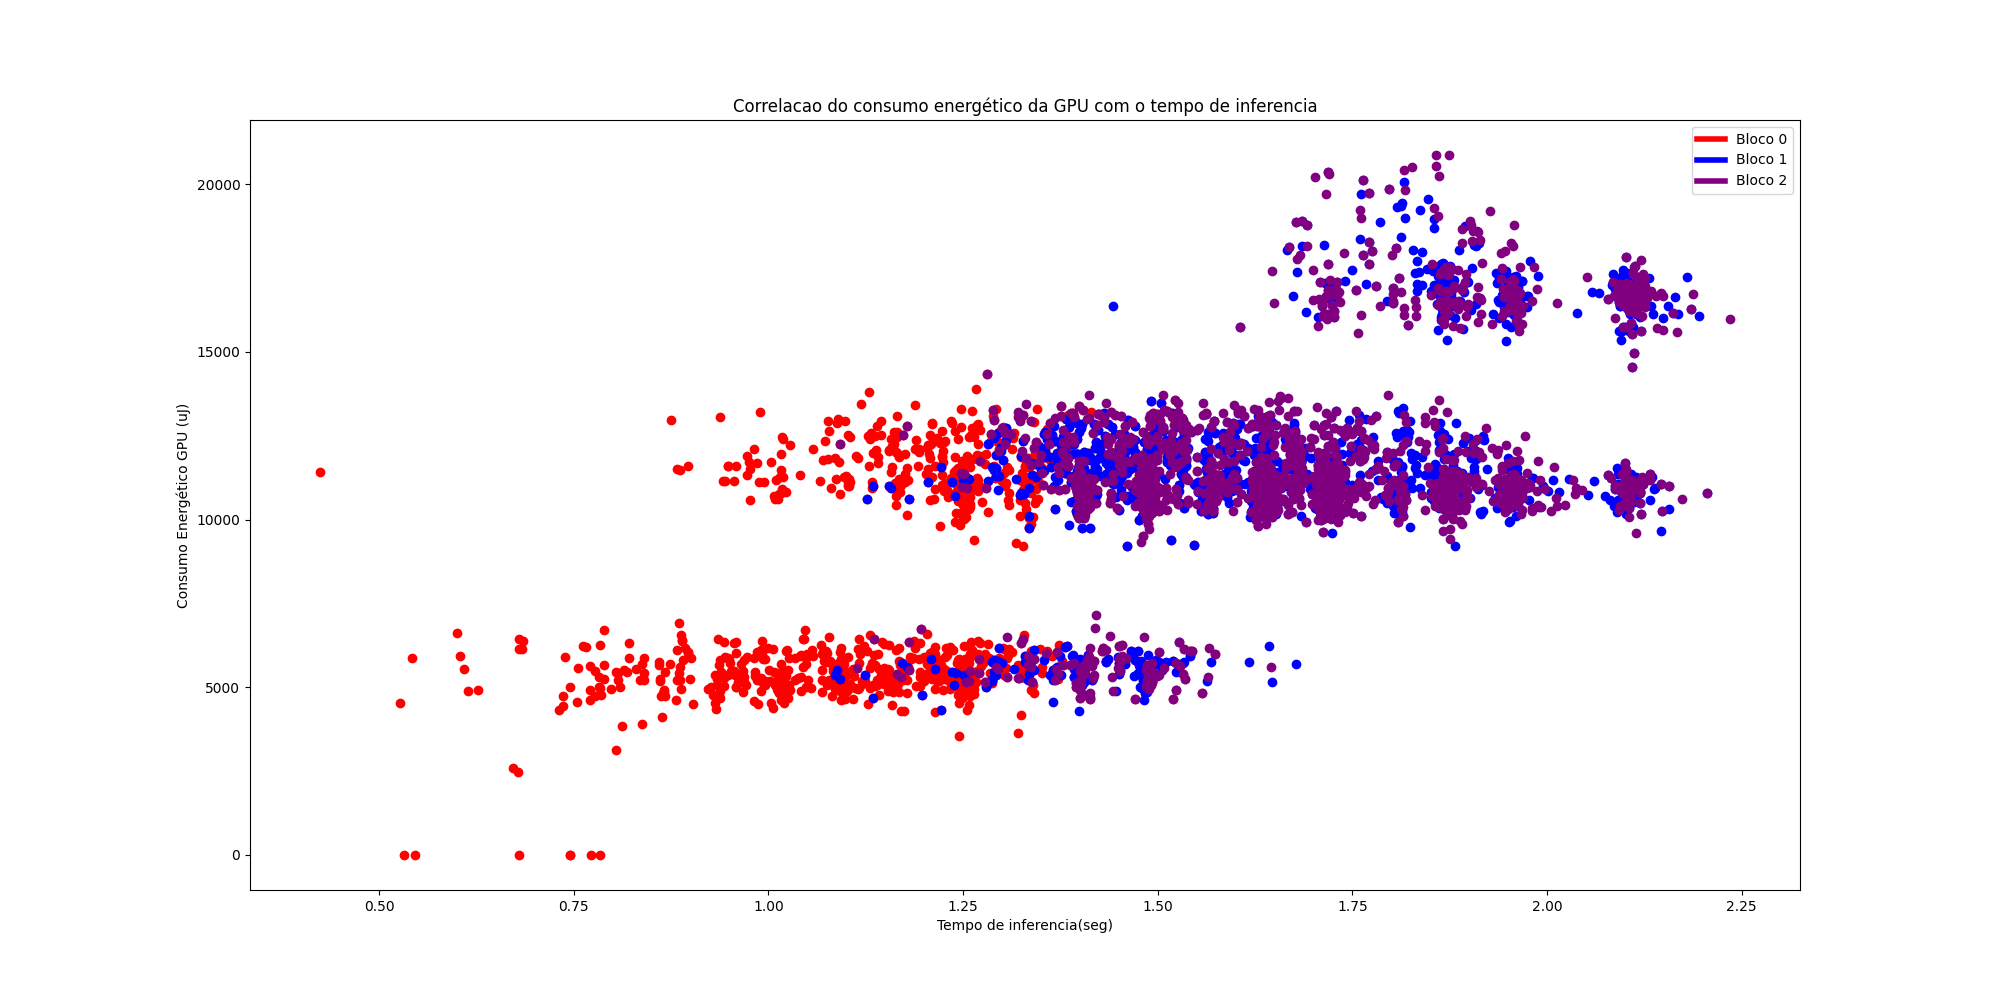 Correlacao do consumo energético da GPU com o tempo de inferencia
Bloco 0
Bloco 1
Bloco 2
Consumo Energético GPU (uJ)
20000
15000
10000
5000
0
0.50 0.75 1.00 1.25 1.50 1.75 2.00 2.25
Tempo de inferencia(seg)